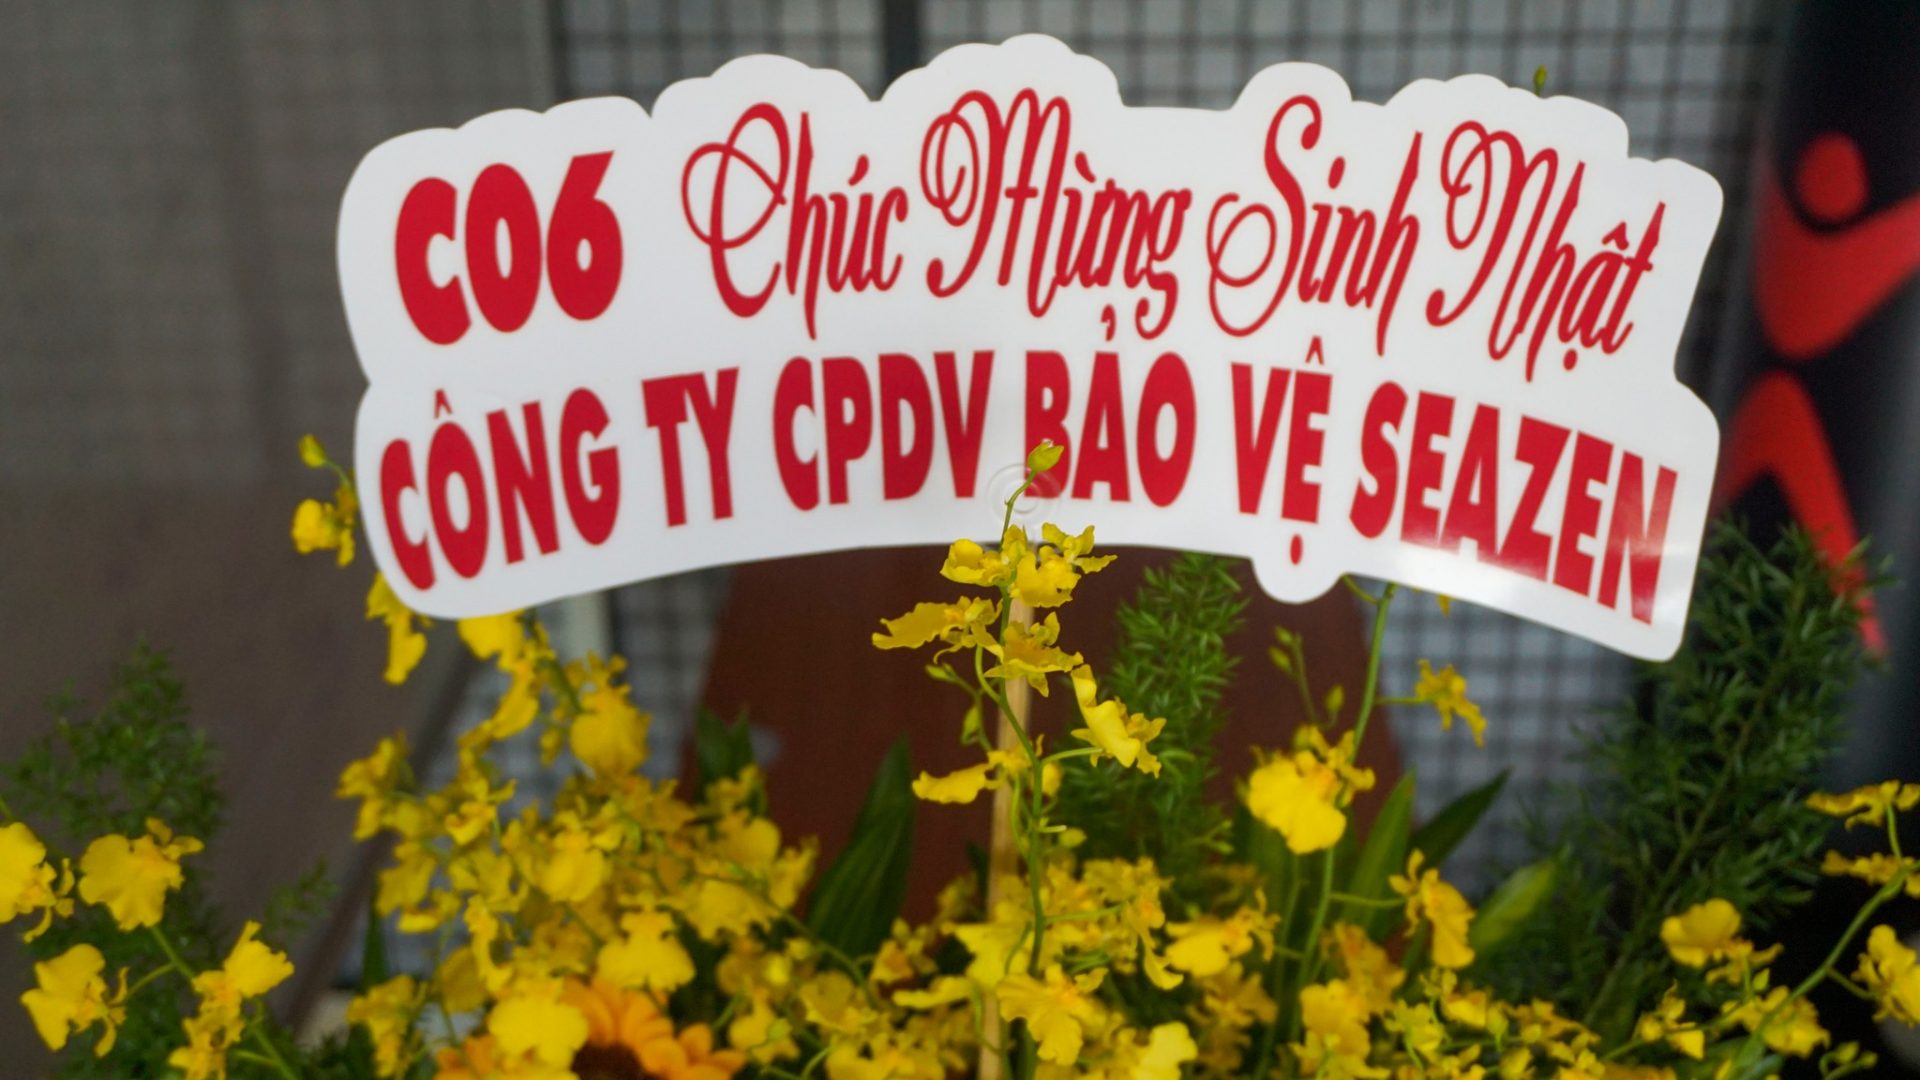 C06 Chúc Mừng Sinh Nhật
CÔNG TY CPDV BẢO VỆ SEAZEN